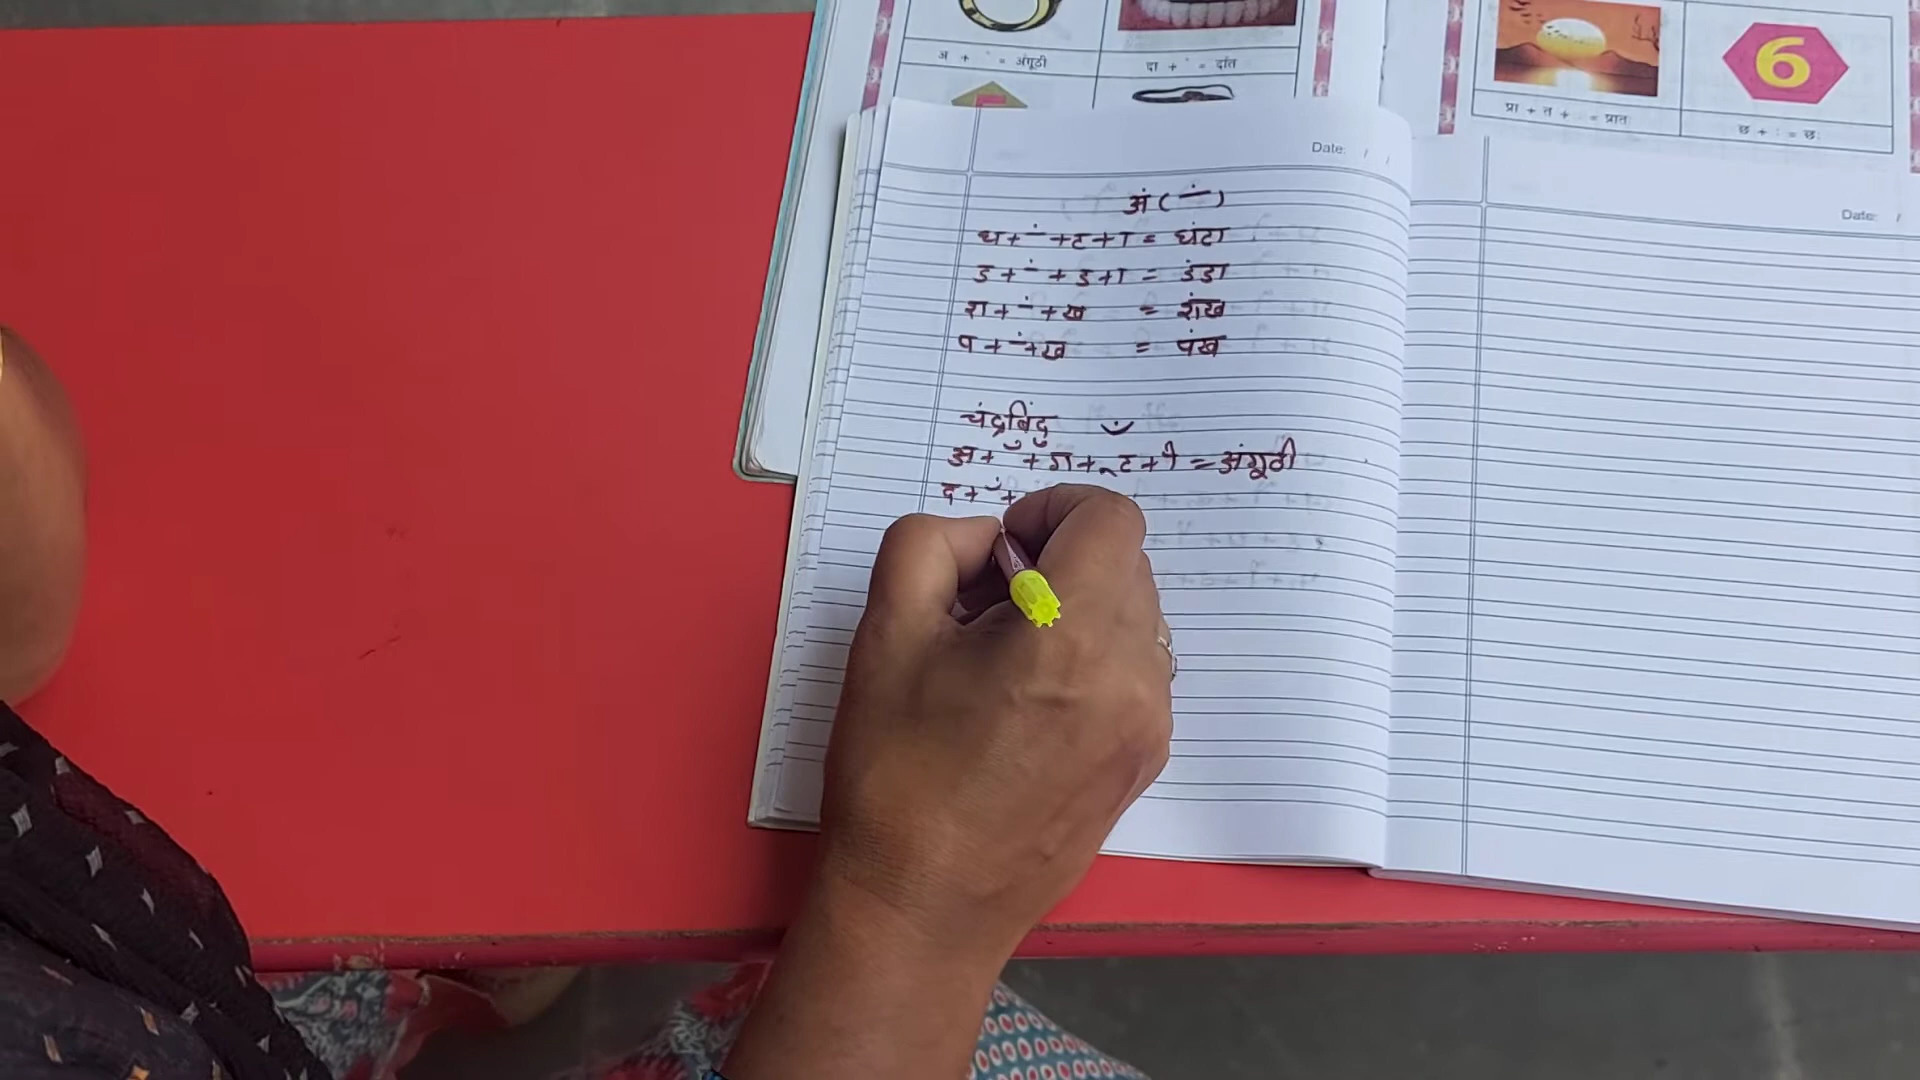 अ + ँ = अंगूठी
दा + ँ = दांत
प्रा + त + = प्रात
6
छ + : = छ:
Date: / /
Date: /
अं ( ∸ )
घ + ∸ + ट + ा = घंटा
ड + ∸ + ड + ा = डंडा
श + ∸ + ख = शंख
प + ∸ + ख = पंख
चंद्रबिंदु ँ
अ + ँ + ग + ू ट + ी = अंगूठी
द + ँ +